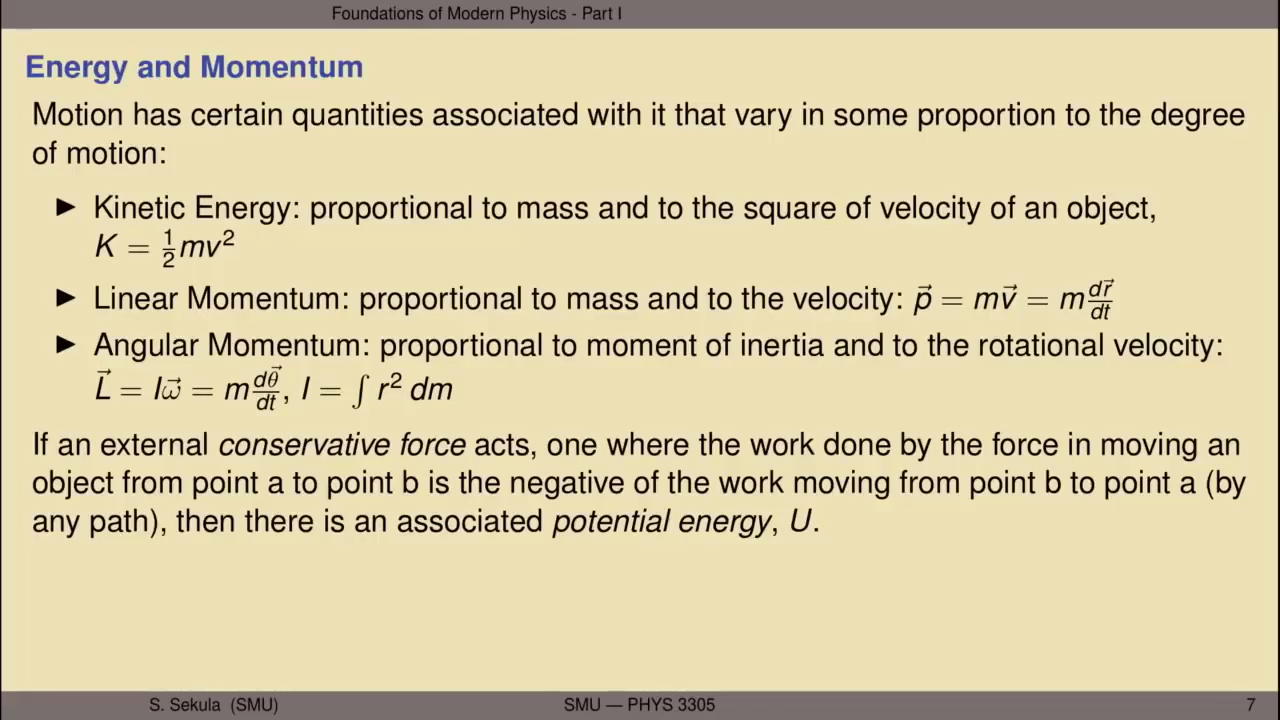 Foundations of Modern Physics - Part I
Energy and Momentum
Motion has certain quantities associated with it that vary in some proportion to the degree
of motion:
▶ Kinetic Energy: proportional to mass and to the square of velocity of an object,
K = ½mv²
▶ Linear Momentum: proportional to mass and to the velocity: p⃗ = mv⃗ = m dr⃗/dt
▶ Angular Momentum: proportional to moment of inertia and to the rotational velocity:
L⃗ = Iω⃗ = m dθ⃗/dt, I = ∫ r² dm
If an external conservative force acts, one where the work done by the force in moving an
object from point a to point b is the negative of the work moving from point b to point a (by
any path), then there is an associated potential energy, U.
S. Sekula (SMU) SMU — PHYS 3305 7